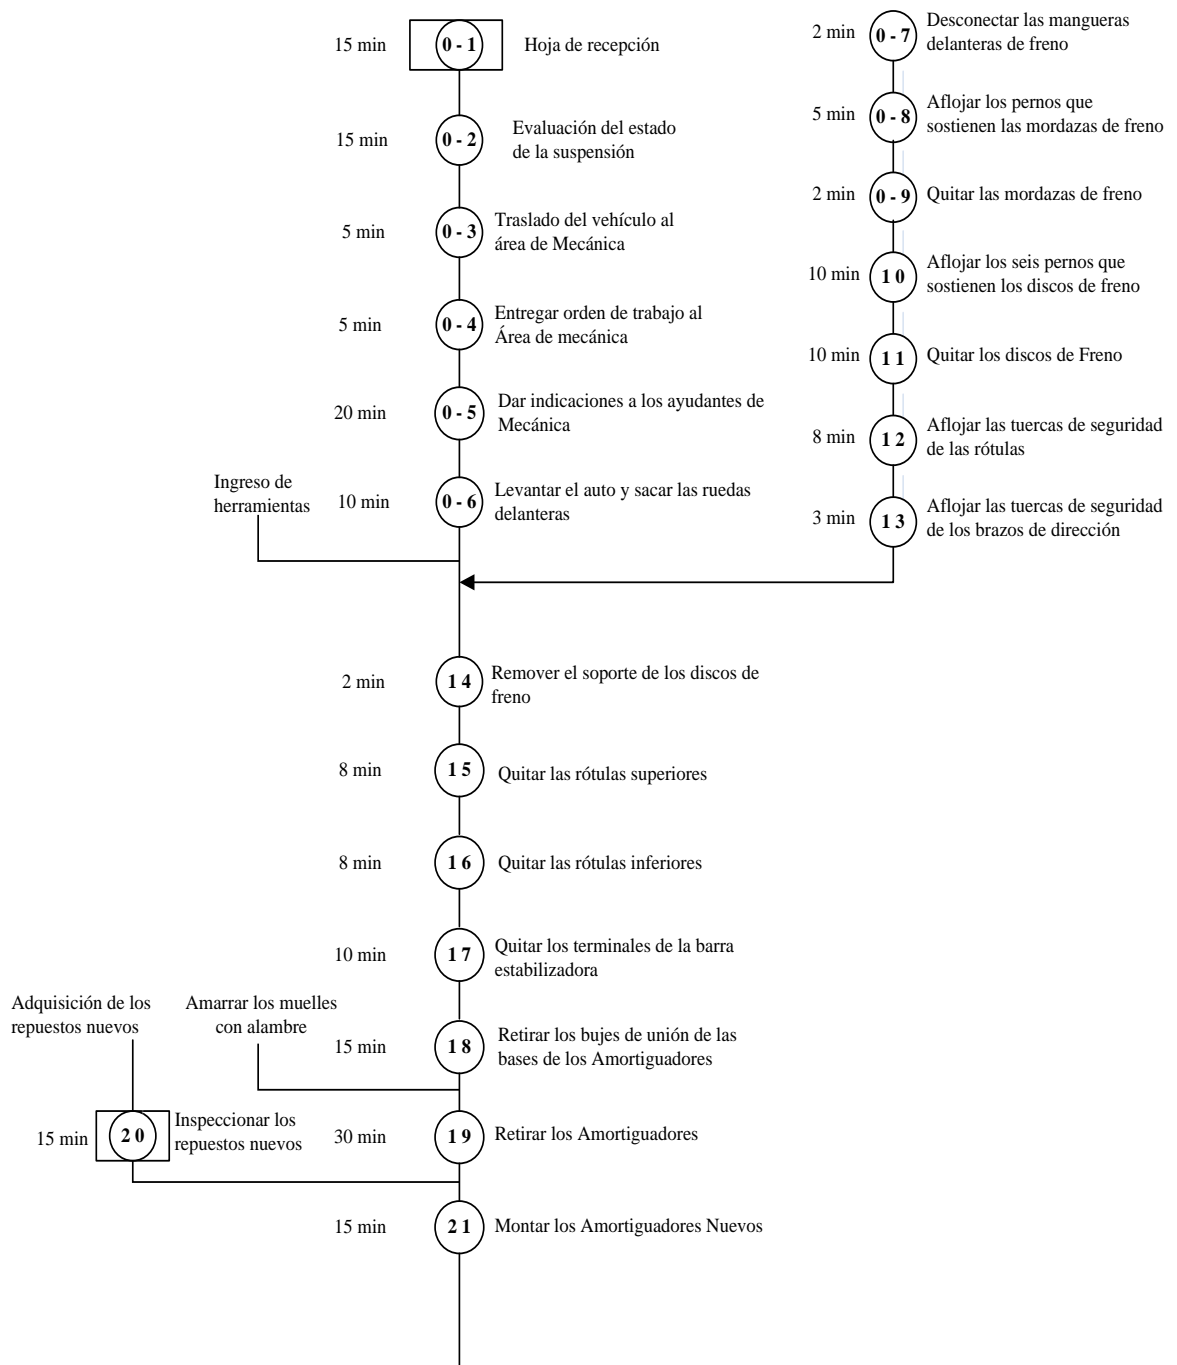 15 min
0 - 1
Hoja de recepción
15 min
0 - 2
Evaluación del estado
de la suspensión
5 min
0 - 3
Traslado del vehículo al
área de Mecánica
5 min
0 - 4
Entregar orden de trabajo al
Área de mecánica
20 min
0 - 5
Dar indicaciones a los ayudantes de
Mecánica
Ingreso de
herramientas
10 min
0 - 6
Levantar el auto y sacar las ruedas
delanteras
2 min
0 - 7
Desconectar las mangueras
delanteras de freno
5 min
0 - 8
Aflojar los pernos que
sostienen las mordazas de freno
2 min
0 - 9
Quitar las mordazas de freno
10 min
1 0
Aflojar los seis pernos que
sostienen los discos de freno
10 min
1 1
Quitar los discos de Freno
8 min
1 2
Aflojar las tuercas de seguridad
de las rótulas
3 min
1 3
Aflojar las tuercas de seguridad
de los brazos de dirección
2 min
1 4
Remover el soporte de los discos de
freno
8 min
1 5
Quitar las rótulas superiores
8 min
1 6
Quitar las rótulas inferiores
10 min
1 7
Quitar los terminales de la barra
estabilizadora
Adquisición de los
repuestos nuevos
Amarrar los muelles
con alambre
15 min
1 8
Retirar los bujes de unión de las
bases de los Amortiguadores
15 min
2 0
Inspeccionar los
repuestos nuevos
30 min
1 9
Retirar los Amortiguadores
15 min
2 1
Montar los Amortiguadores Nuevos